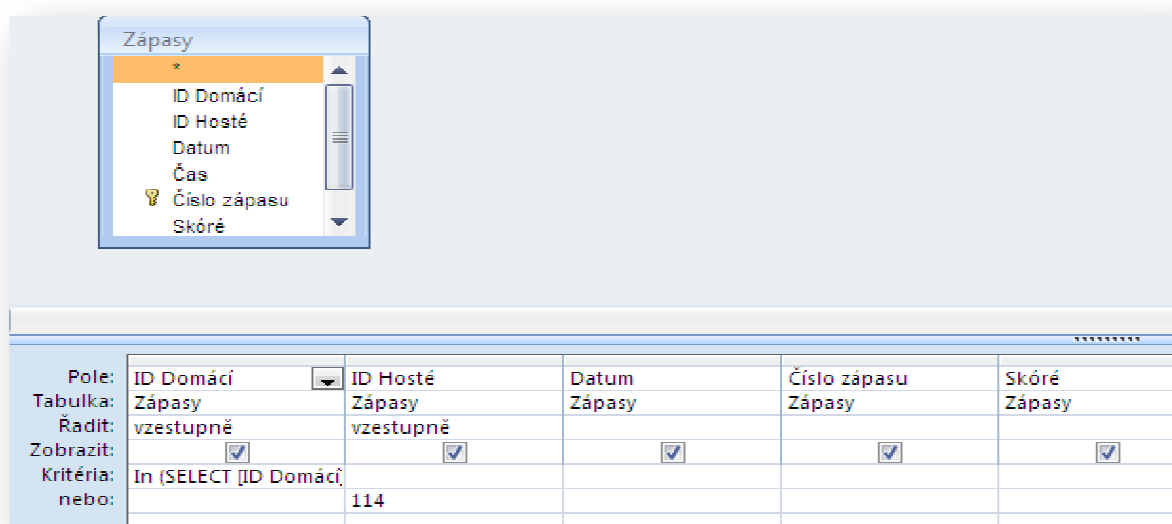 Zápasy
*
ID Domácí
ID Hosté
Datum
Čas
Číslo zápasu
Skóré
Pole: ID Domácí ID Hosté Datum Číslo zápasu Skóré
Tabulka: Zápasy Zápasy Zápasy Zápasy Zápasy
Řadit: vzestupně vzestupně
Zobrazit:
Kritéria: In (SELECT [ID Domácí]
nebo: 114